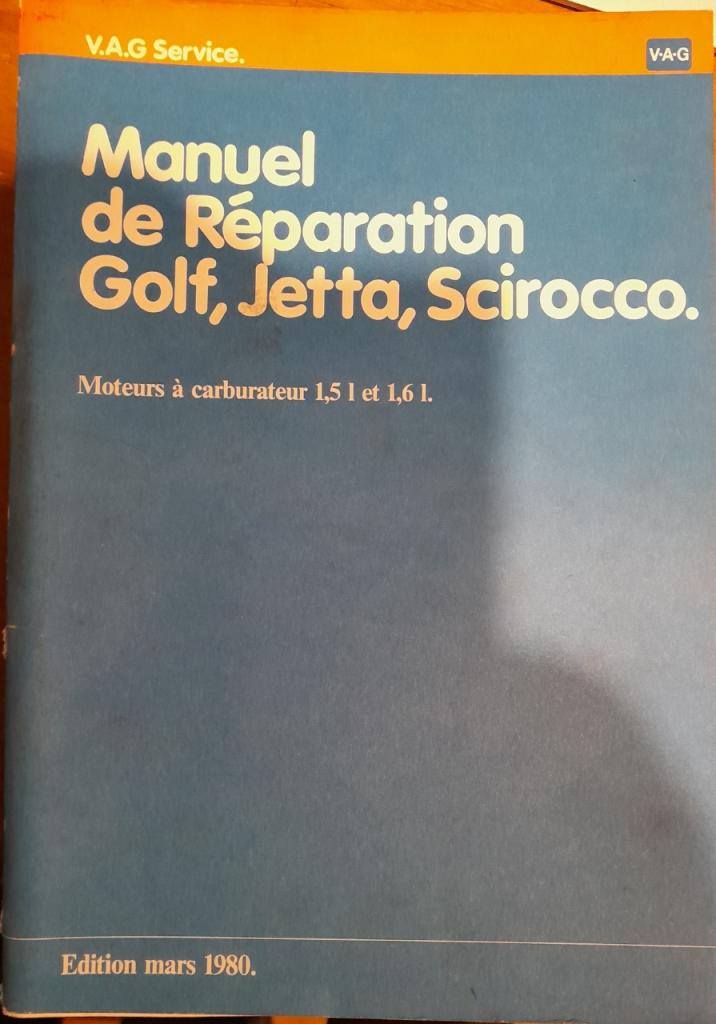 V.A.G Service.
V·A·G
Manuel
de Réparation
Golf, Jetta, Scirocco.
Moteurs à carburateur 1,5 l et 1,6 l.
Edition mars 1980.